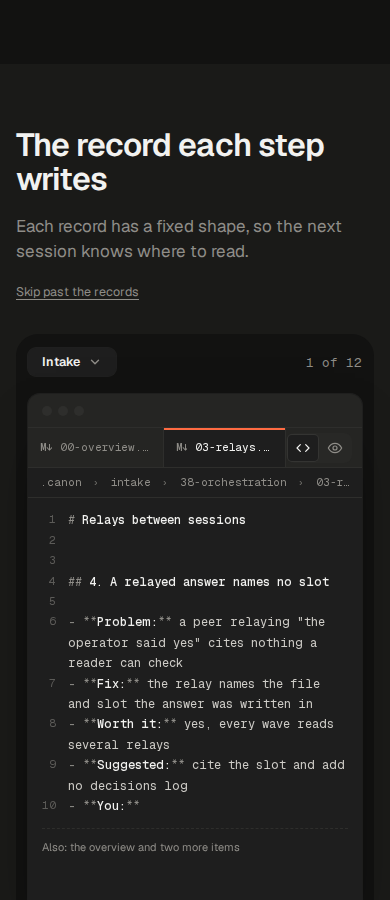 The record each step
writes
Each record has a fixed shape, so the next
session knows where to read.
Skip past the records
Intake
1 of 12
M↓ 00-overview.…
M↓ 03-relays.…
.canon › intake › 38-orchestration › 03-r…
1 # Relays between sessions
2
3
4 ## 4. A relayed answer names no slot
5
6 - **Problem:** a peer relaying "the
operator said yes" cites nothing a
reader can check
7 - **Fix:** the relay names the file
and slot the answer was written in
8 - **Worth it:** yes, every wave reads
several relays
9 - **Suggested:** cite the slot and add
no decisions log
10 - **You:**
Also: the overview and two more items